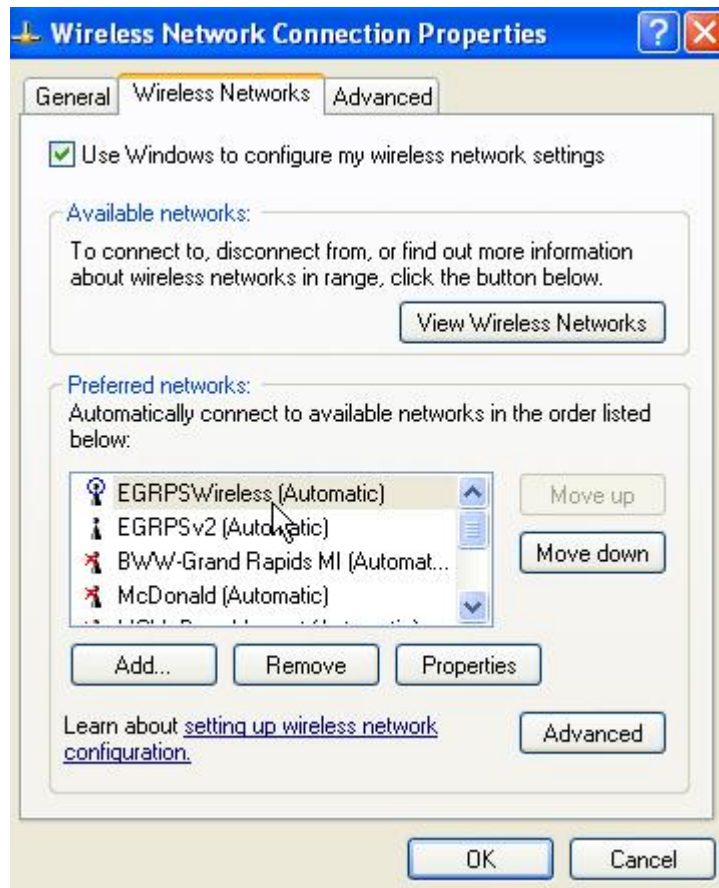 Wireless Network Connection Properties
General Wireless Networks Advanced
Use Windows to configure my wireless network settings
Available networks:
To connect to, disconnect from, or find out more information
about wireless networks in range, click the button below.
View Wireless Networks
Preferred networks:
Automatically connect to available networks in the order listed
below:
EGRPSWireless (Automatic)
Move up
EGRPSv2 (Automatic)
BWW-Grand Rapids MI (Automat...
Move down
McDonald (Automatic)
Add... Remove Properties
Learn about setting up wireless network
configuration.
Advanced
OK Cancel